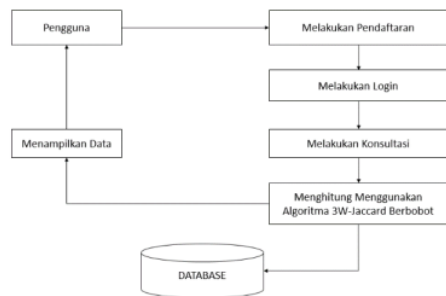 Pengguna
Melakukan Pendaftaran
Melakukan Login
Menampilkan Data
Melakukan Konsultasi
Menghitung Menggunakan
Algoritma 3W-Jaccard Berbobot
DATABASE